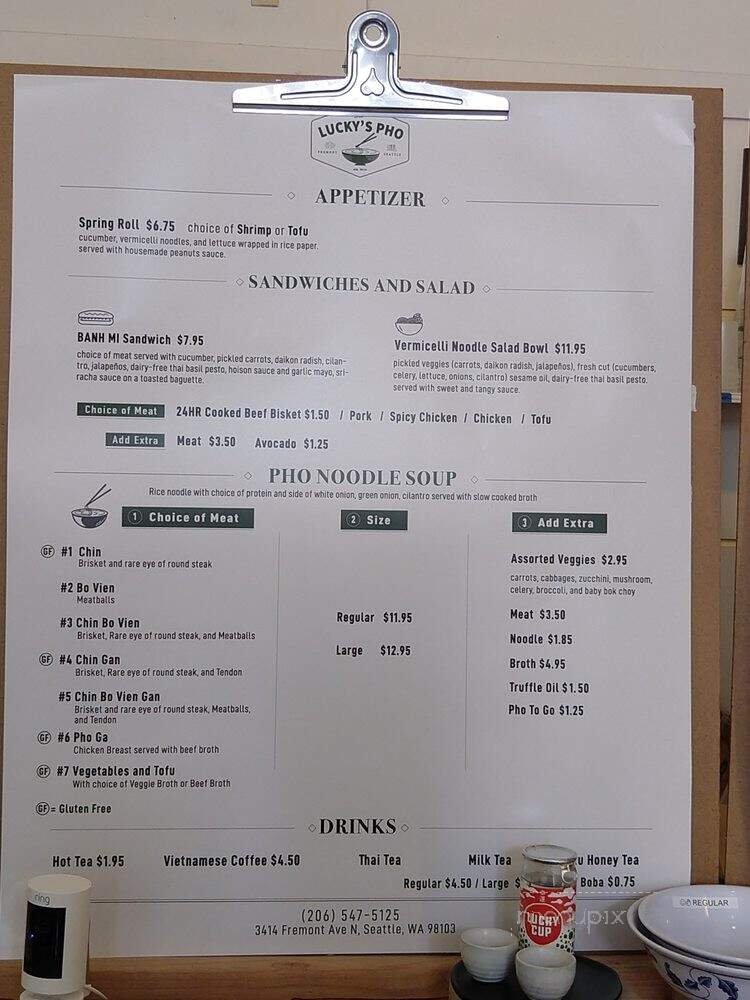 LUCKY'S PHO
FREMONT
SEATTLE
APPETIZER
Spring Roll $6.75 choice of Shrimp or Tofu
cucumber, vermicelli noodles, and lettuce wrapped in rice paper.
served with housemade peanuts sauce.
SANDWICHES AND SALAD
BANH MI Sandwich $7.95
choice of meat served with cucumber, pickled carrots, daikon radish, cilan-
tro, jalapeños, dairy-free thai basil pesto, hoison sauce and garlic mayo, sri-
racha sauce on a toasted baguette.
Vermicelli Noodle Salad Bowl $11.95
pickled veggies (carrots, daikon radish, jalapeños), fresh cut (cucumbers,
celery, lettuce, onions, cilantro) sesame oil, dairy-free thai basil pesto.
served with sweet and tangy sauce.
Choice of Meat 24HR Cooked Beef Bisket $1.50 / Pork / Spicy Chicken / Chicken / Tofu
Add Extra Meat $3.50 Avocado $1.25
PHO NOODLE SOUP
Rice noodle with choice of protein and side of white onion, green onion, cilantro served with slow cooked broth
1 Choice of Meat
GF #1 Chin
Brisket and rare eye of round steak
#2 Bo Vien
Meatballs
#3 Chin Bo Vien
Brisket, Rare eye of round steak, and Meatballs
GF #4 Chin Gan
Brisket, Rare eye of round steak, and Tendon
#5 Chin Bo Vien Gan
Brisket and rare eye of round steak, Meatballs,
and Tendon
GF #6 Pho Ga
Chicken Breast served with beef broth
GF #7 Vegetables and Tofu
With choice of Veggie Broth or Beef Broth
GF = Gluten Free
2 Size
Regular $11.95
Large $12.95
3 Add Extra
Assorted Veggies $2.95
carrots, cabbages, zucchini, mushroom,
celery, broccoli, and baby bok choy
Meat $3.50
Noodle $1.85
Broth $4.95
Truffle Oil $1.50
Pho To Go $1.25
DRINKS
Hot Tea $1.95 Vietnamese Coffee $4.50 Thai Tea Milk Tea Honey Tea
Regular $4.50 / Large $ Boba $0.75
(206) 547-5125
3414 Fremont Ave N, Seattle, WA 98103
ring
LUCKY
CUP
REGULAR
menupix